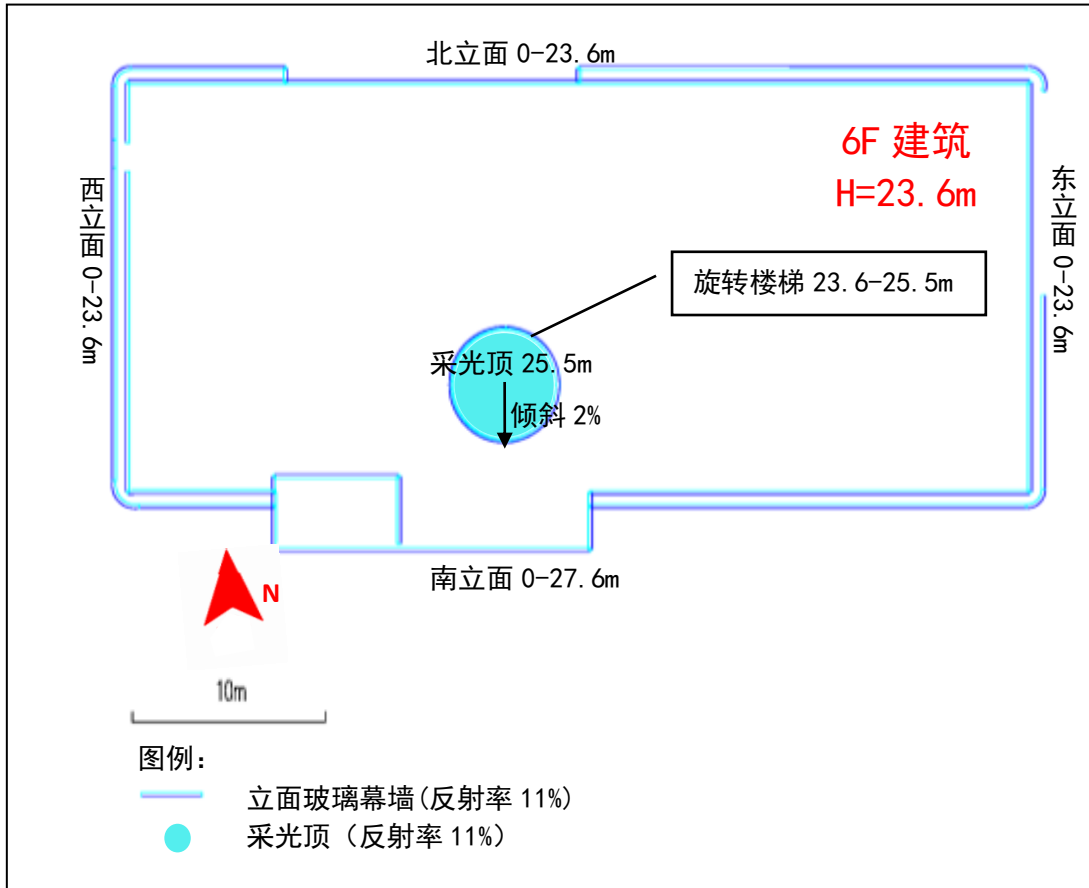 北立面 0-23.6m
6F 建筑
H=23.6m
西立面 0-23.6m
东立面 0-23.6m
旋转楼梯 23.6-25.5m
采光顶 25.5m
倾斜 2%
南立面 0-27.6m
N
10m
图例：
立面玻璃幕墙(反射率 11%)
采光顶（反射率 11%）